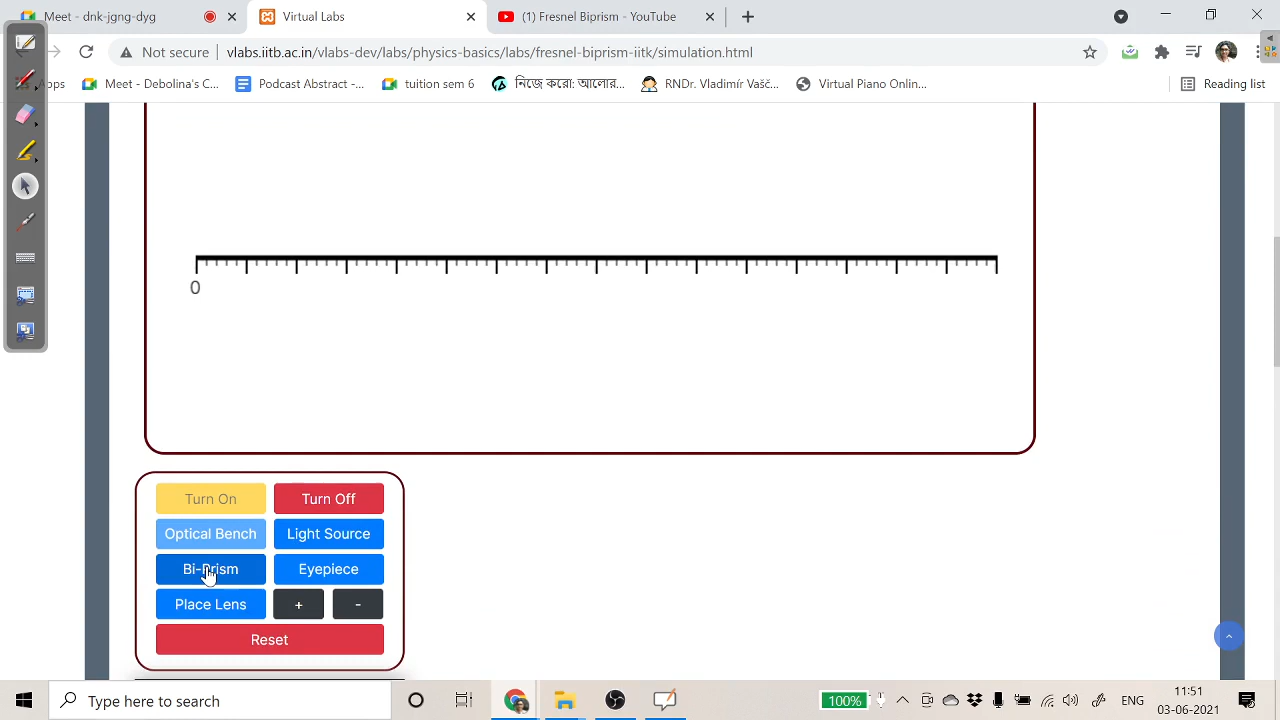 Meet - dnk-jgng-dyg
Virtual Labs
(1) Fresnel Biprism - YouTube
Not secure
vlabs.iitb.ac.in/vlabs-dev/labs/physics-basics/labs/fresnel-biprism-iitk/simulation.html
Meet - Debolina's C...
Podcast Abstract -...
tuition sem 6
নিজে করো: আলোর...
RNDr. Vladimír Vašč...
Virtual Piano Onlin...
Reading list
0
Turn On
Turn Off
Optical Bench
Light Source
Bi-Prism
Eyepiece
Place Lens
+
-
Reset
Type here to search
100%
ENG
11:51
03-06-2021